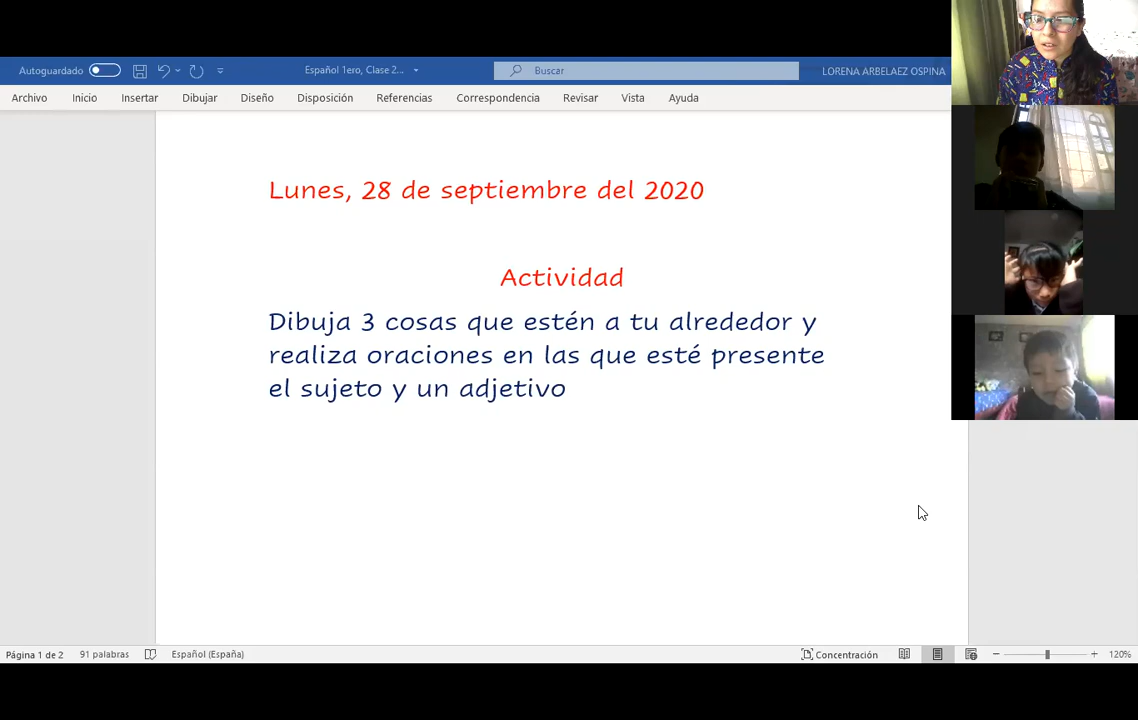 Autoguardado
Español 1ero, Clase 2...
Buscar
LORENA ARBELAEZ OSPINA
Archivo Inicio Insertar Dibujar Diseño Disposición Referencias Correspondencia Revisar Vista Ayuda
Lunes, 28 de septiembre del 2020
Actividad
Dibuja 3 cosas que estén a tu alrededor y
realiza oraciones en las que esté presente
el sujeto y un adjetivo
Página 1 de 2 91 palabras Español (España) Concentración 120%